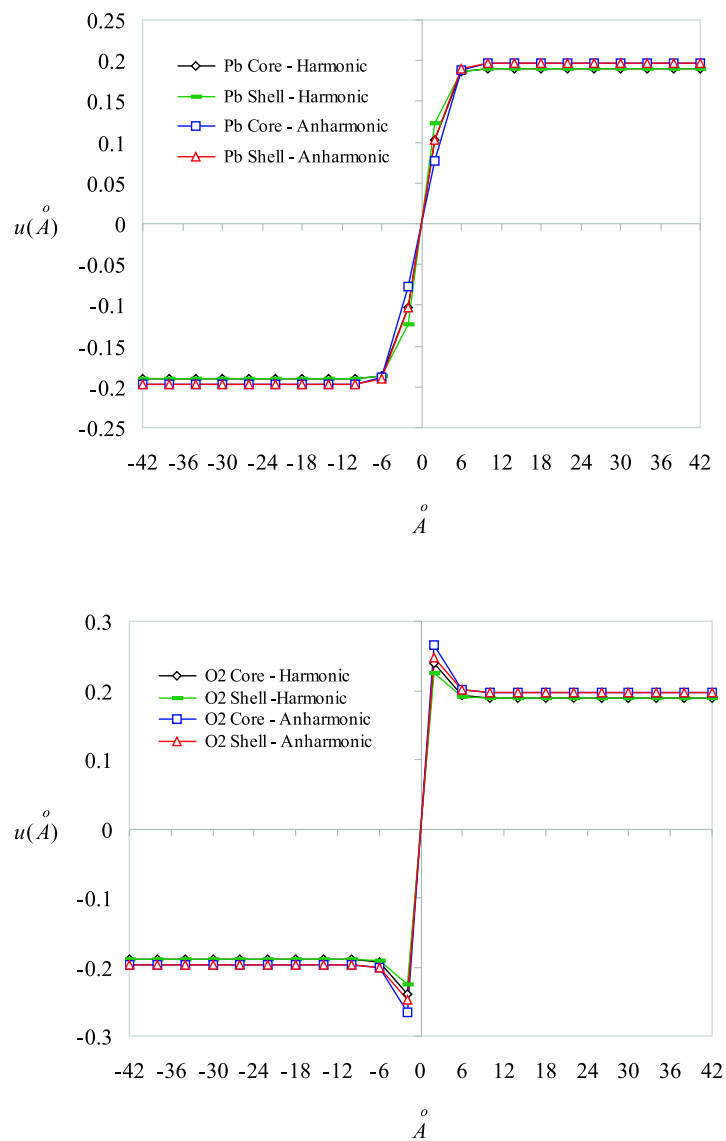 0.25
0.2
0.15
0.1
0.05
0
-0.05
-0.1
-0.15
-0.2
-0.25
Pb Core - Harmonic
Pb Shell - Harmonic
Pb Core - Anharmonic
Pb Shell - Anharmonic
u(Å)
-42 -36 -30 -24 -18 -12 -6 0 6 12 18 24 30 36 42
Å
0.3
0.2
0.1
0
-0.1
-0.2
-0.3
O2 Core - Harmonic
O2 Shell -Harmonic
O2 Core - Anharmonic
O2 Shell - Anharmonic
u(Å)
-42 -36 -30 -24 -18 -12 -6 0 6 12 18 24 30 36 42
Å